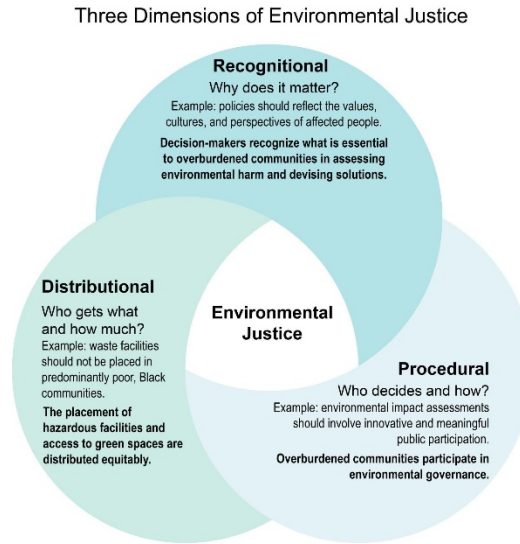 Three Dimensions of Environmental Justice
Recognitional
Why does it matter?
Example: policies should reflect the values,
cultures, and perspectives of affected people.
Decision-makers recognize what is essential
to overburdened communities in assessing
environmental harm and devising solutions.
Distributional
Who gets what
and how much?
Example: waste facilities
should not be placed in
predominantly poor, Black
communities.
The placement of
hazardous facilities and
access to green spaces are
distributed equitably.
Environmental
Justice
Procedural
Who decides and how?
Example: environmental impact assessments
should involve innovative and meaningful
public participation.
Overburdened communities participate in
environmental governance.